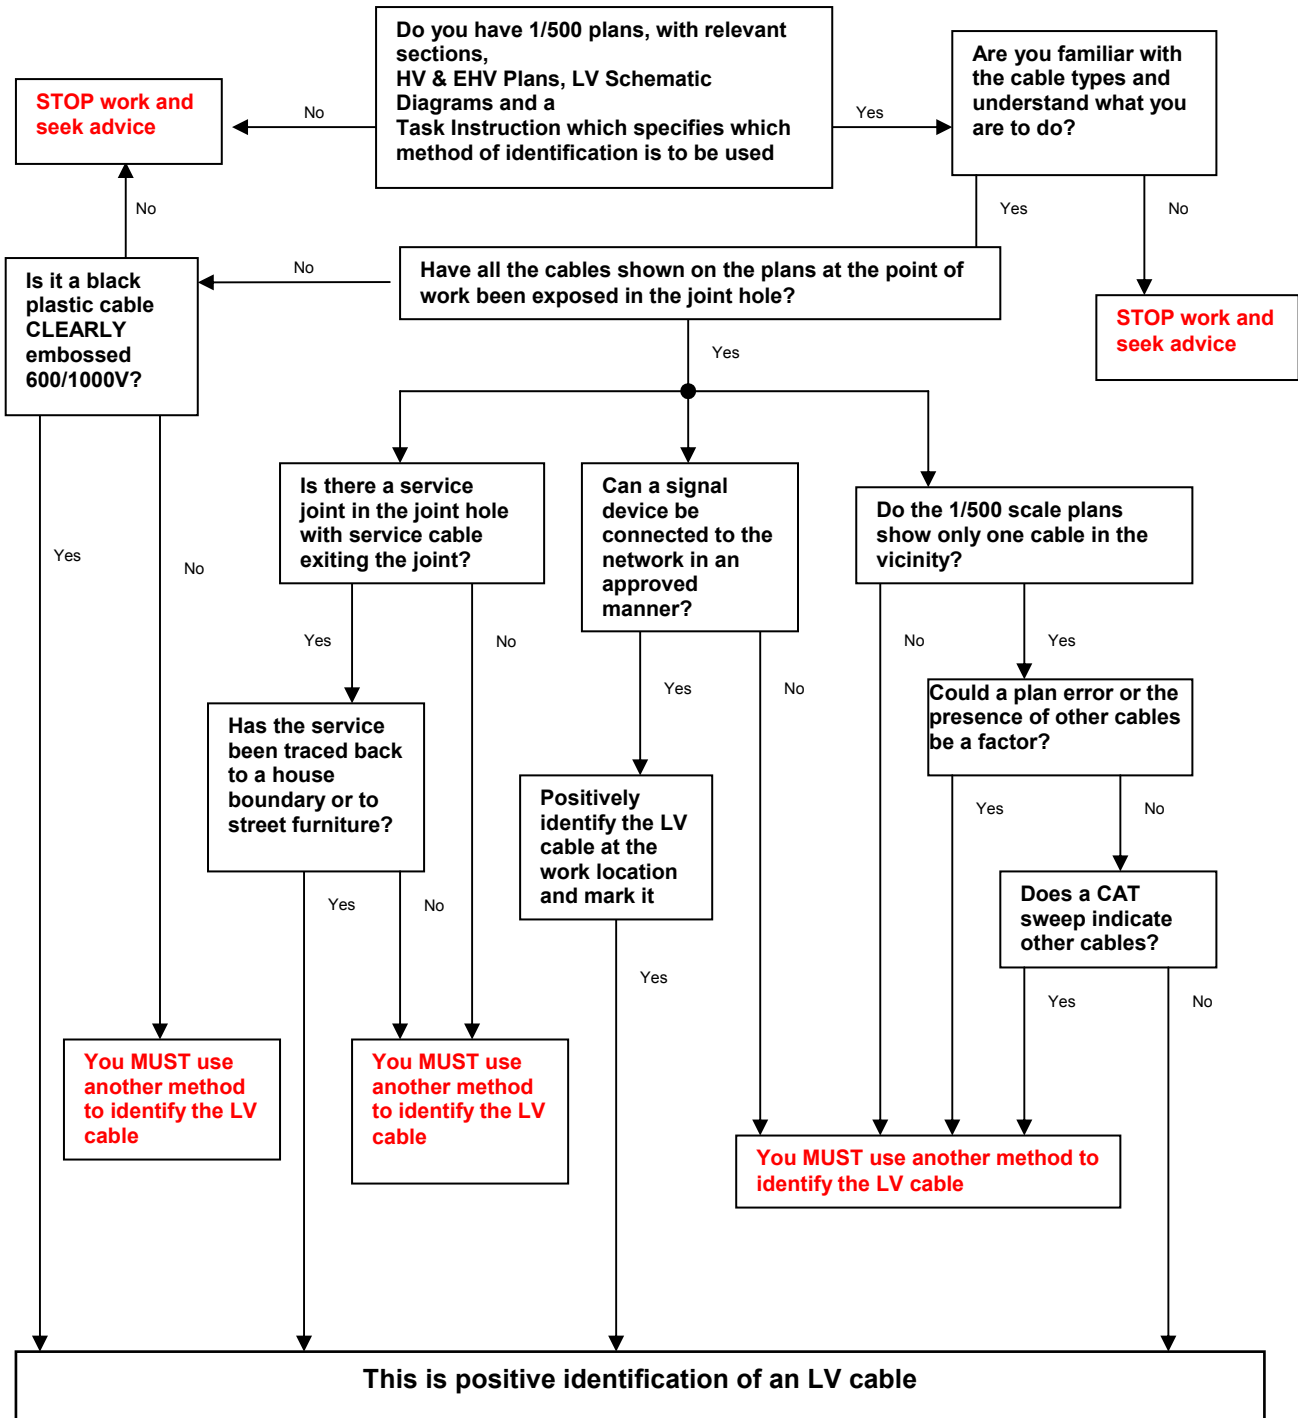 Do you have 1/500 plans, with relevant
sections,
HV & EHV Plans, LV Schematic
Diagrams and a
Task Instruction which specifies which
method of identification is to be used
Are you familiar with
the cable types and
understand what you
are to do?
STOP work and
seek advice
No
Yes
No
Yes
No
Is it a black
plastic cable
CLEARLY
embossed
600/1000V?
No
Have all the cables shown on the plans at the point of
work been exposed in the joint hole?
STOP work and
seek advice
Yes
Is there a service
joint in the joint hole
with service cable
exiting the joint?
Can a signal
device be
connected to the
network in an
approved
manner?
Do the 1/500 scale plans
show only one cable in the
vicinity?
Yes
No
Yes
No
No
Yes
Yes
No
Could a plan error or the
presence of other cables
be a factor?
Has the service
been traced back
to a house
boundary or to
street furniture?
Positively
identify the LV
cable at the
work location
and mark it
Yes
No
Does a CAT
sweep indicate
other cables?
Yes
No
Yes
Yes
No
You MUST use
another method
to identify the LV
cable
You MUST use
another method
to identify the LV
cable
You MUST use another method to
identify the LV cable
This is positive identification of an LV cable